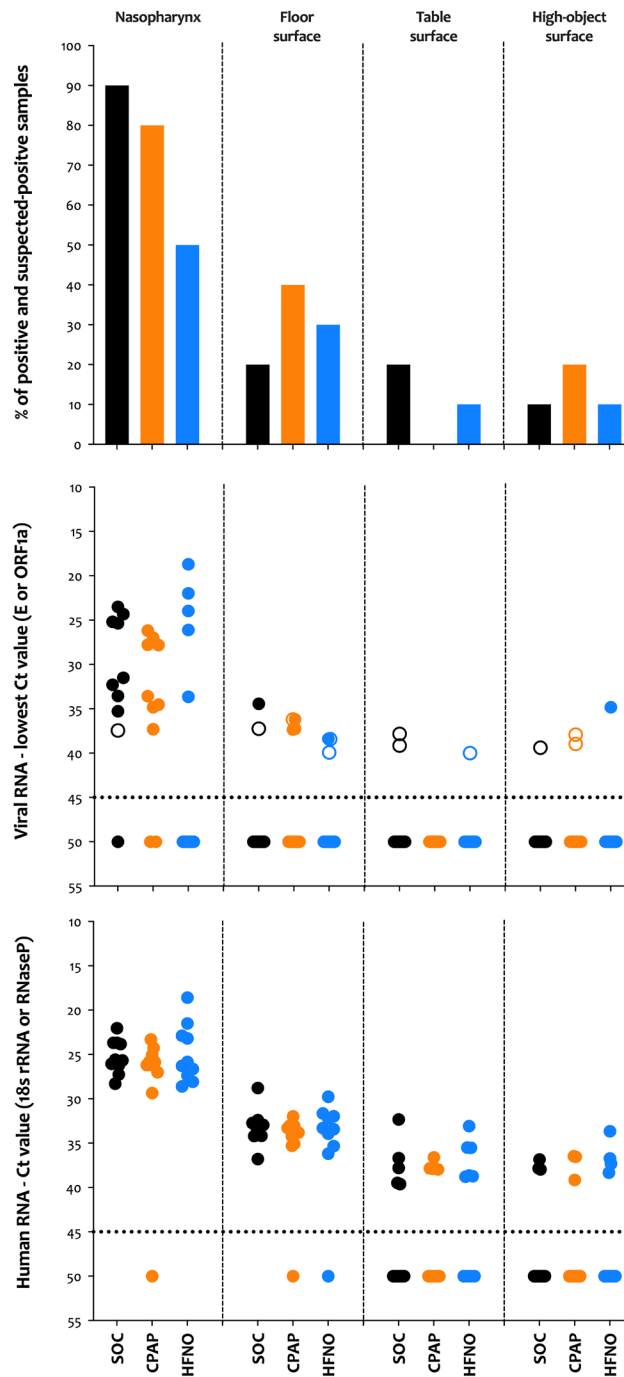 Nasopharynx
Floor
surface
Table
surface
High-object
surface
% of positive and suspected-positve samples
100
90
80
70
60
50
40
30
20
10
0
Viral RNA - lowest Ct value (E or ORF1a)
10
15
20
25
30
35
40
45
50
55
Human RNA - Ct value (18s rRNA or RNaseP)
10
15
20
25
30
35
40
45
50
55
SOC
CPAP
HFNO
SOC
CPAP
HFNO
SOC
CPAP
HFNO
SOC
CPAP
HFNO